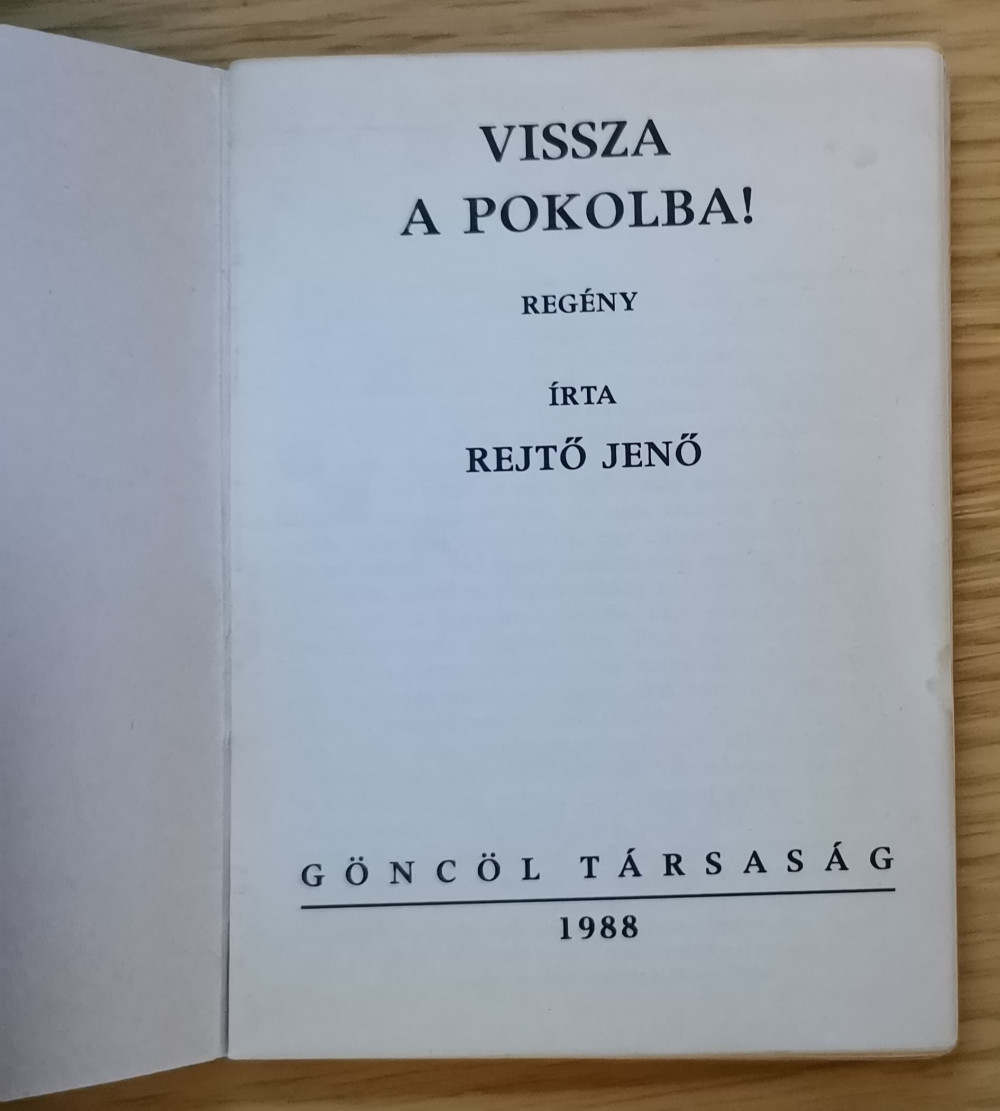 VISSZA
A POKOLBA!
REGÉNY
ÍRTA
REJTŐ JENŐ
GÖNCÖL TÁRSASÁG
1988